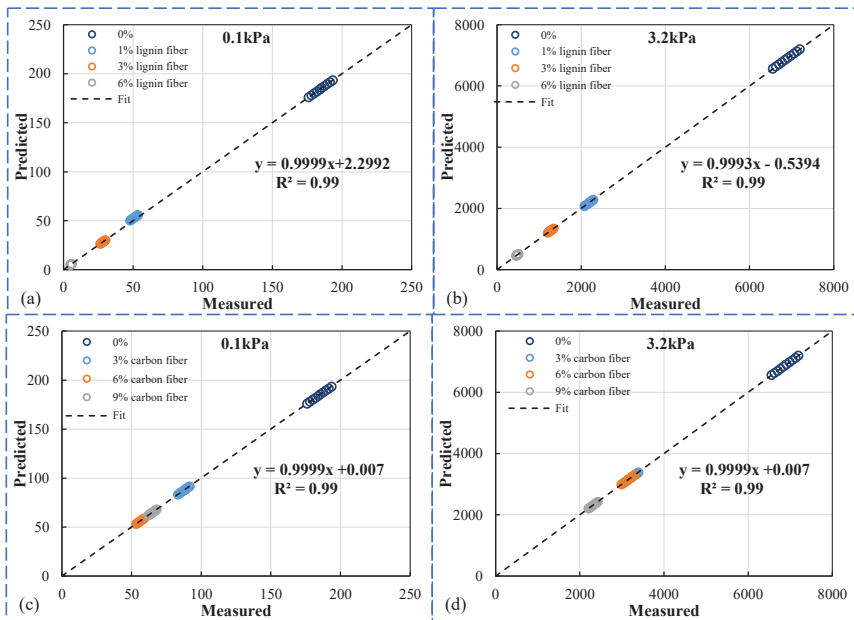 250
200
150
100
50
0
Predicted
0.1kPa
0%
1% lignin fiber
3% lignin fiber
6% lignin fiber
Fit
y = 0.9999x+2.2992
R² = 0.99
0 50 100 150 200 250
(a)
Measured
8000
6000
4000
2000
0
Predicted
3.2kPa
0%
1% lignin fiber
3% lignin fiber
6% lignin fiber
Fit
y = 0.9993x - 0.5394
R² = 0.99
0 2000 4000 6000 8000
(b)
Measured
250
200
150
100
50
0
Predicted
0.1kPa
0%
3% carbon fiber
6% carbon fiber
9% carbon fiber
Fit
y = 0.9999x +0.007
R² = 0.99
0 50 100 150 200 250
(c)
Measured
8000
6000
4000
2000
0
Predicted
3.2kPa
0%
3% carbon fiber
6% carbon fiber
9% carbon fiber
Fit
y = 0.9999x +0.007
R² = 0.99
0 2000 4000 6000 8000
(d)
Measured